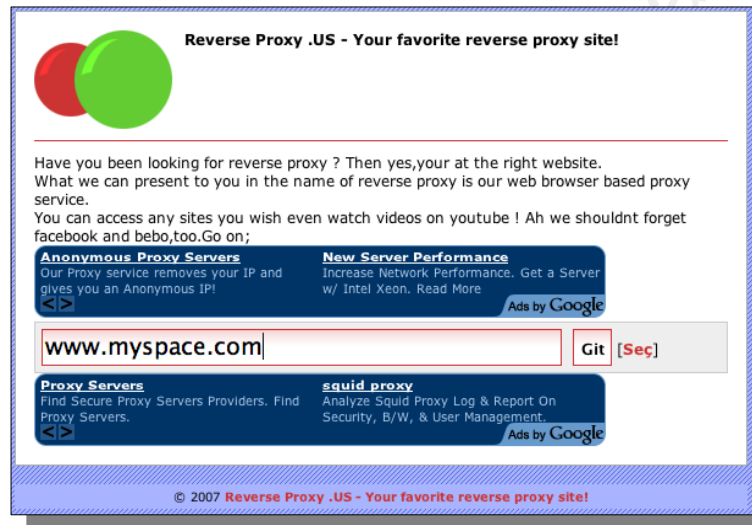 Reverse Proxy .US - Your favorite reverse proxy site!
Have you been looking for reverse proxy ? Then yes,your at the right website.
What we can present to you in the name of reverse proxy is our web browser based proxy
service.
You can access any sites you wish even watch videos on youtube ! Ah we shouldnt forget
facebook and bebo,too.Go on;
Anonymous Proxy Servers
Our Proxy service removes your IP and
gives you an Anonymous IP!
New Server Performance
Increase Network Performance. Get a Server
w/ Intel Xeon. Read More
< >
Ads by Google
www.myspace.com
Git [Seç]
Proxy Servers
Find Secure Proxy Servers Providers. Find
Proxy Servers.
squid proxy
Analyze Squid Proxy Log & Report On
Security, B/W, & User Management.
< >
Ads by Google
© 2007 Reverse Proxy .US - Your favorite reverse proxy site!